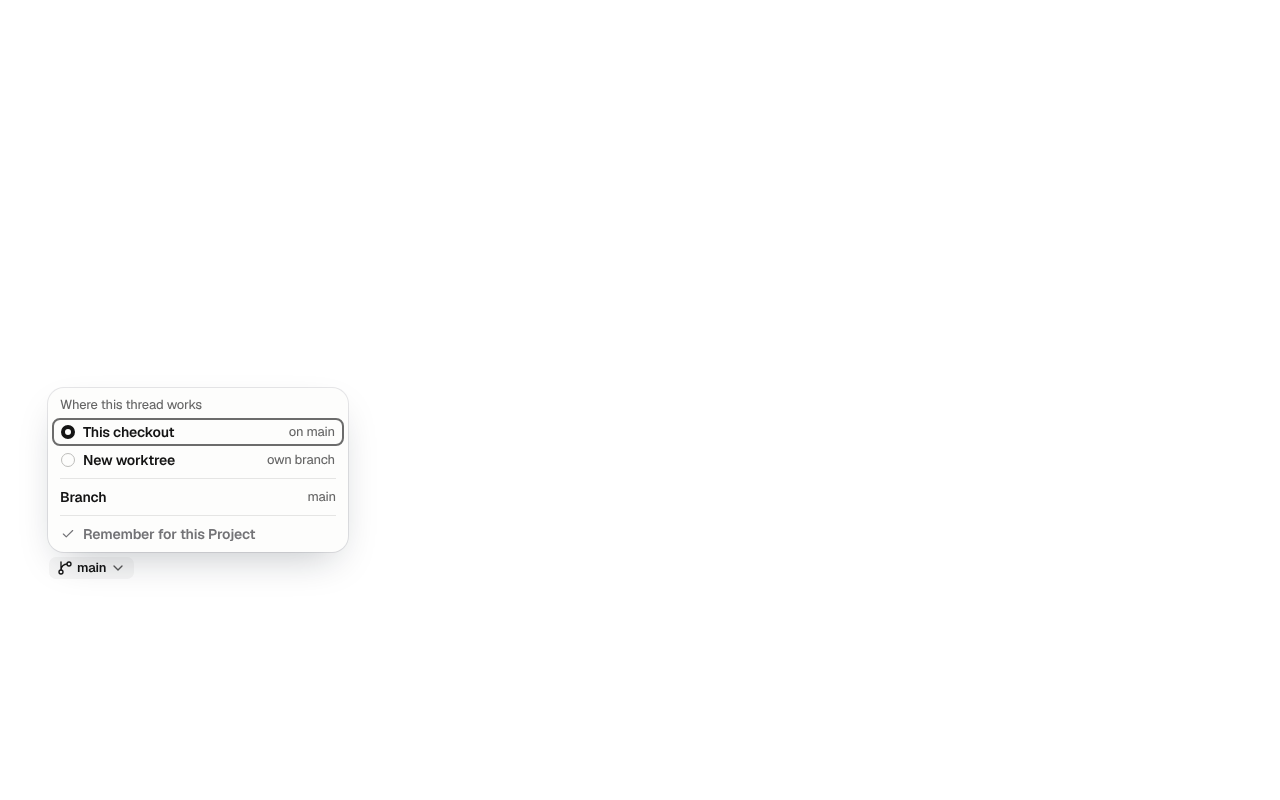 Where this thread works
This checkout on main
New worktree own branch
Branch main
Remember for this Project
main